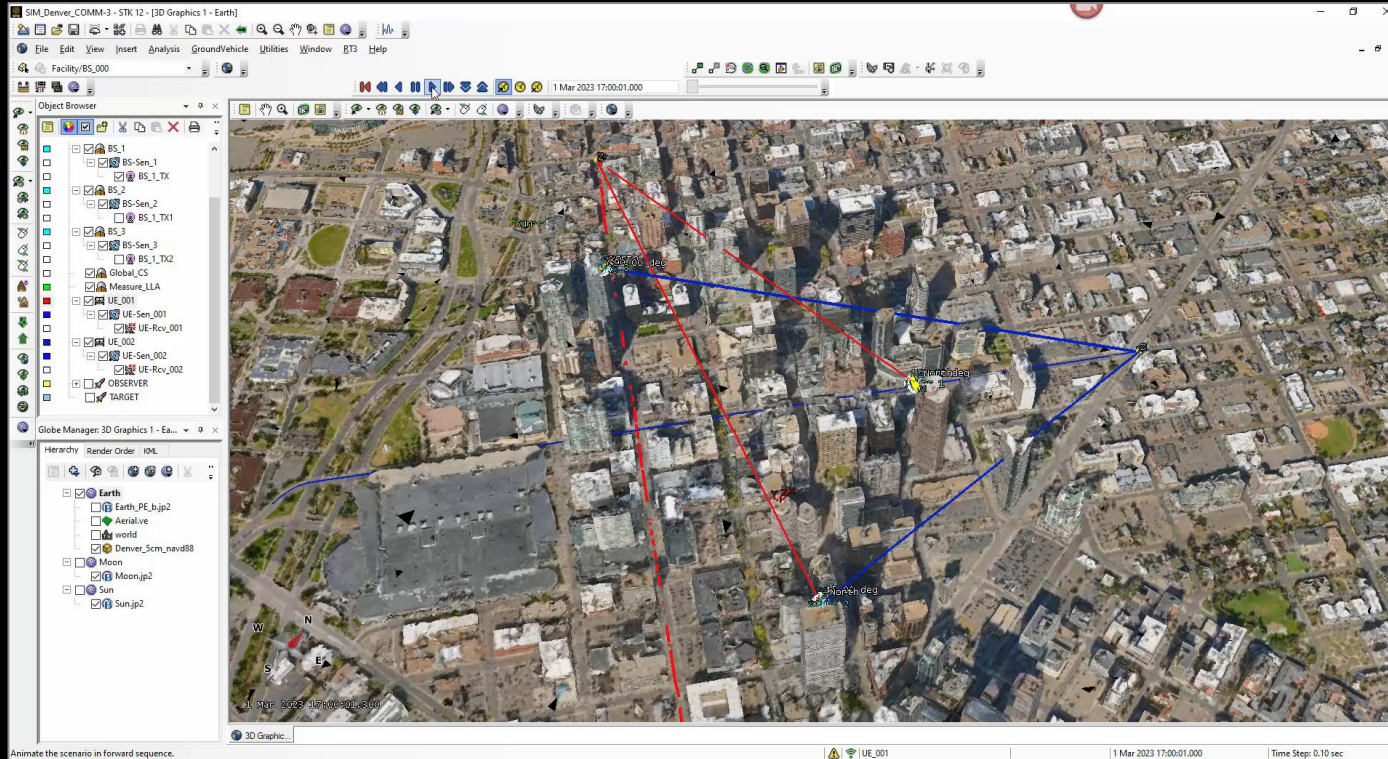 SIM_Denver_COMM-3 - STK 12 - [3D Graphics 1 - Earth]
File Edit View Insert Analysis GroundVehicle Utilities Window RT3 Help
Facility/BS_000
1 Mar 2023 17:00:01.000
Object Browser
BS_1
BS-Sen_1
BS_1_TX
BS_2
BS-Sen_2
BS_1_TX1
BS_3
BS-Sen_3
BS_1_TX2
Global_CS
Measure_LLA
UE_001
UE-Sen_001
UE-Rcv_001
UE_002
UE-Sen_002
UE-Rcv_002
OBSERVER
TARGET
Globe Manager: 3D Graphics 1 - Ea...
Hierarchy Render Order KML
Earth
Earth_PE_b.jp2
Aerial.ve
world
Denver_5cm_navd88
Moon
Moon.jp2
Sun
Sun.jp2
deg
North deg
North deg
N
W
S
E
1 Mar 2023 17:00:01.300
3D Graphic...
Animate the scenario in forward sequence.
UE_001
1 Mar 2023 17:00:01.000
Time Step: 0.10 sec